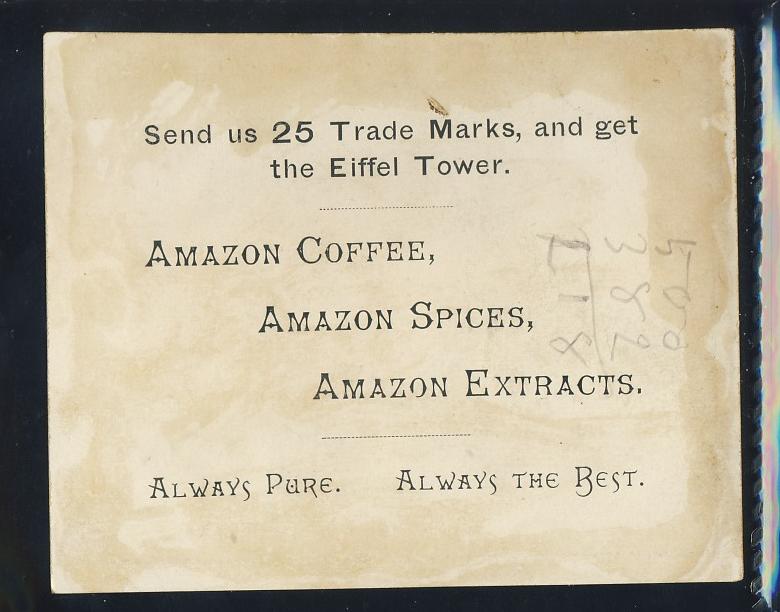 Send us 25 Trade Marks, and get
the Eiffel Tower.
AMAZON COFFEE,
AMAZON SPICES,
AMAZON EXTRACTS.
ALWAYS PURE. ALWAYS THE BEST.